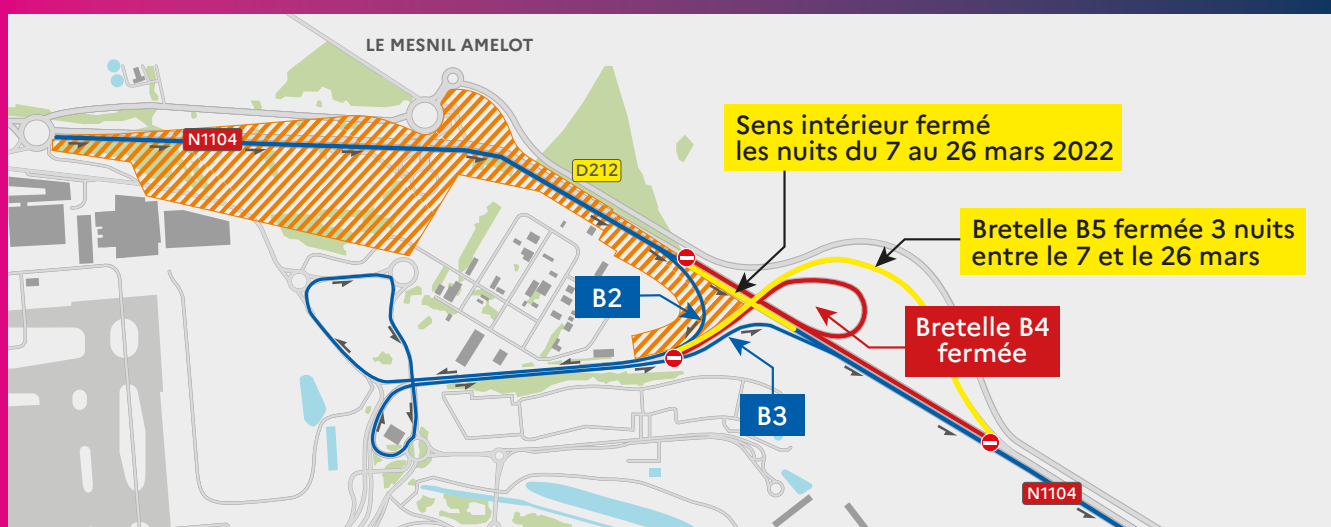 LE MESNIL AMELOT
N1104
D212
Sens intérieur fermé
les nuits du 7 au 26 mars 2022
Bretelle B5 fermée 3 nuits
entre le 7 et le 26 mars
B2
Bretelle B4
fermée
B3
N1104